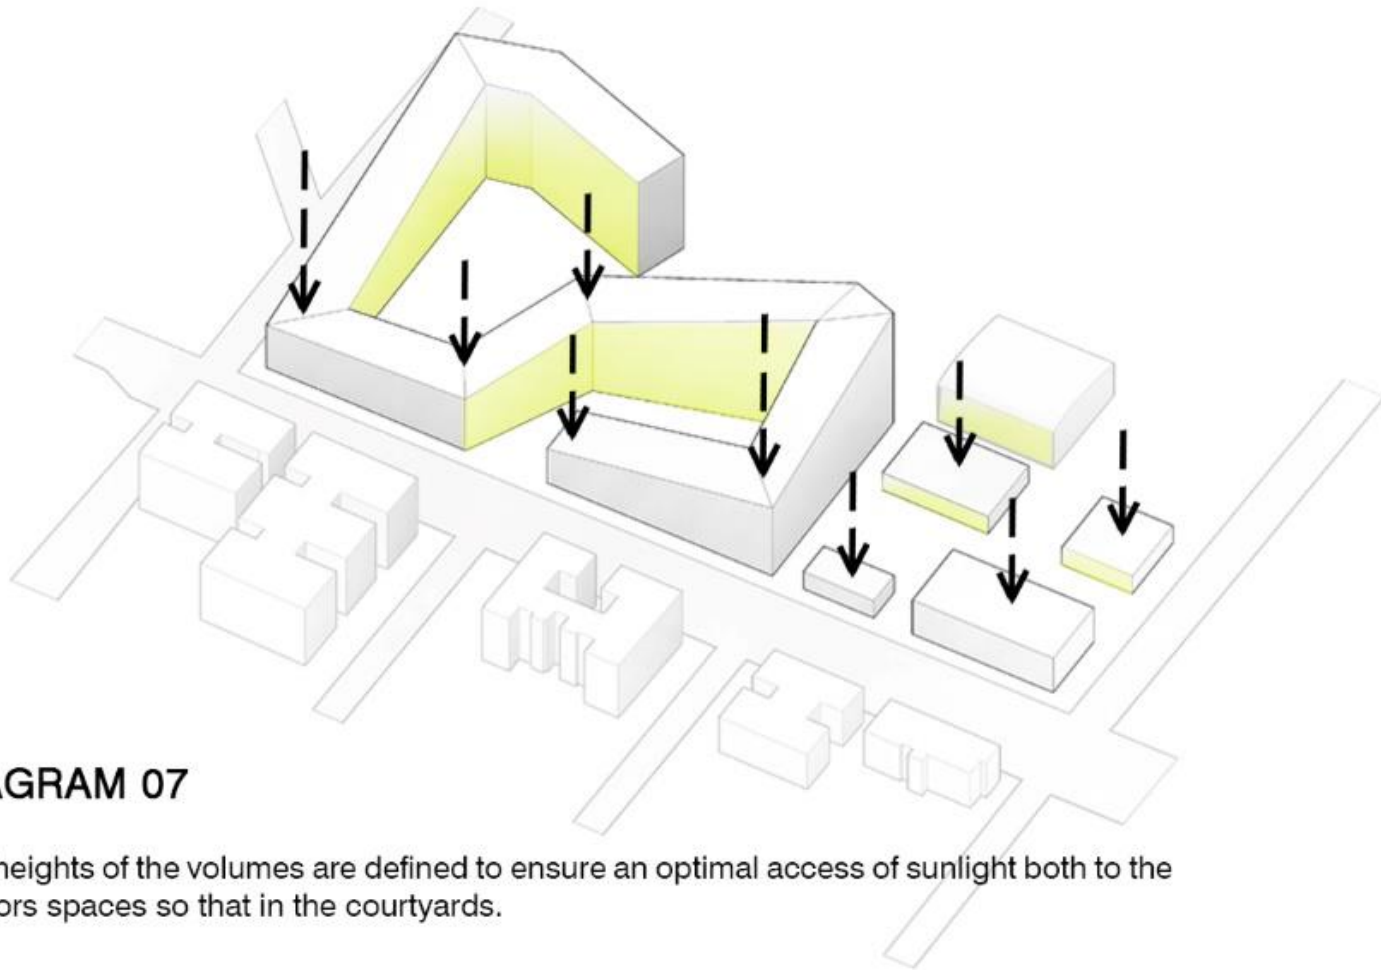 AGRAM 07
heights of the volumes are defined to ensure an optimal access of sunlight both to the
ors spaces so that in the courtyards.